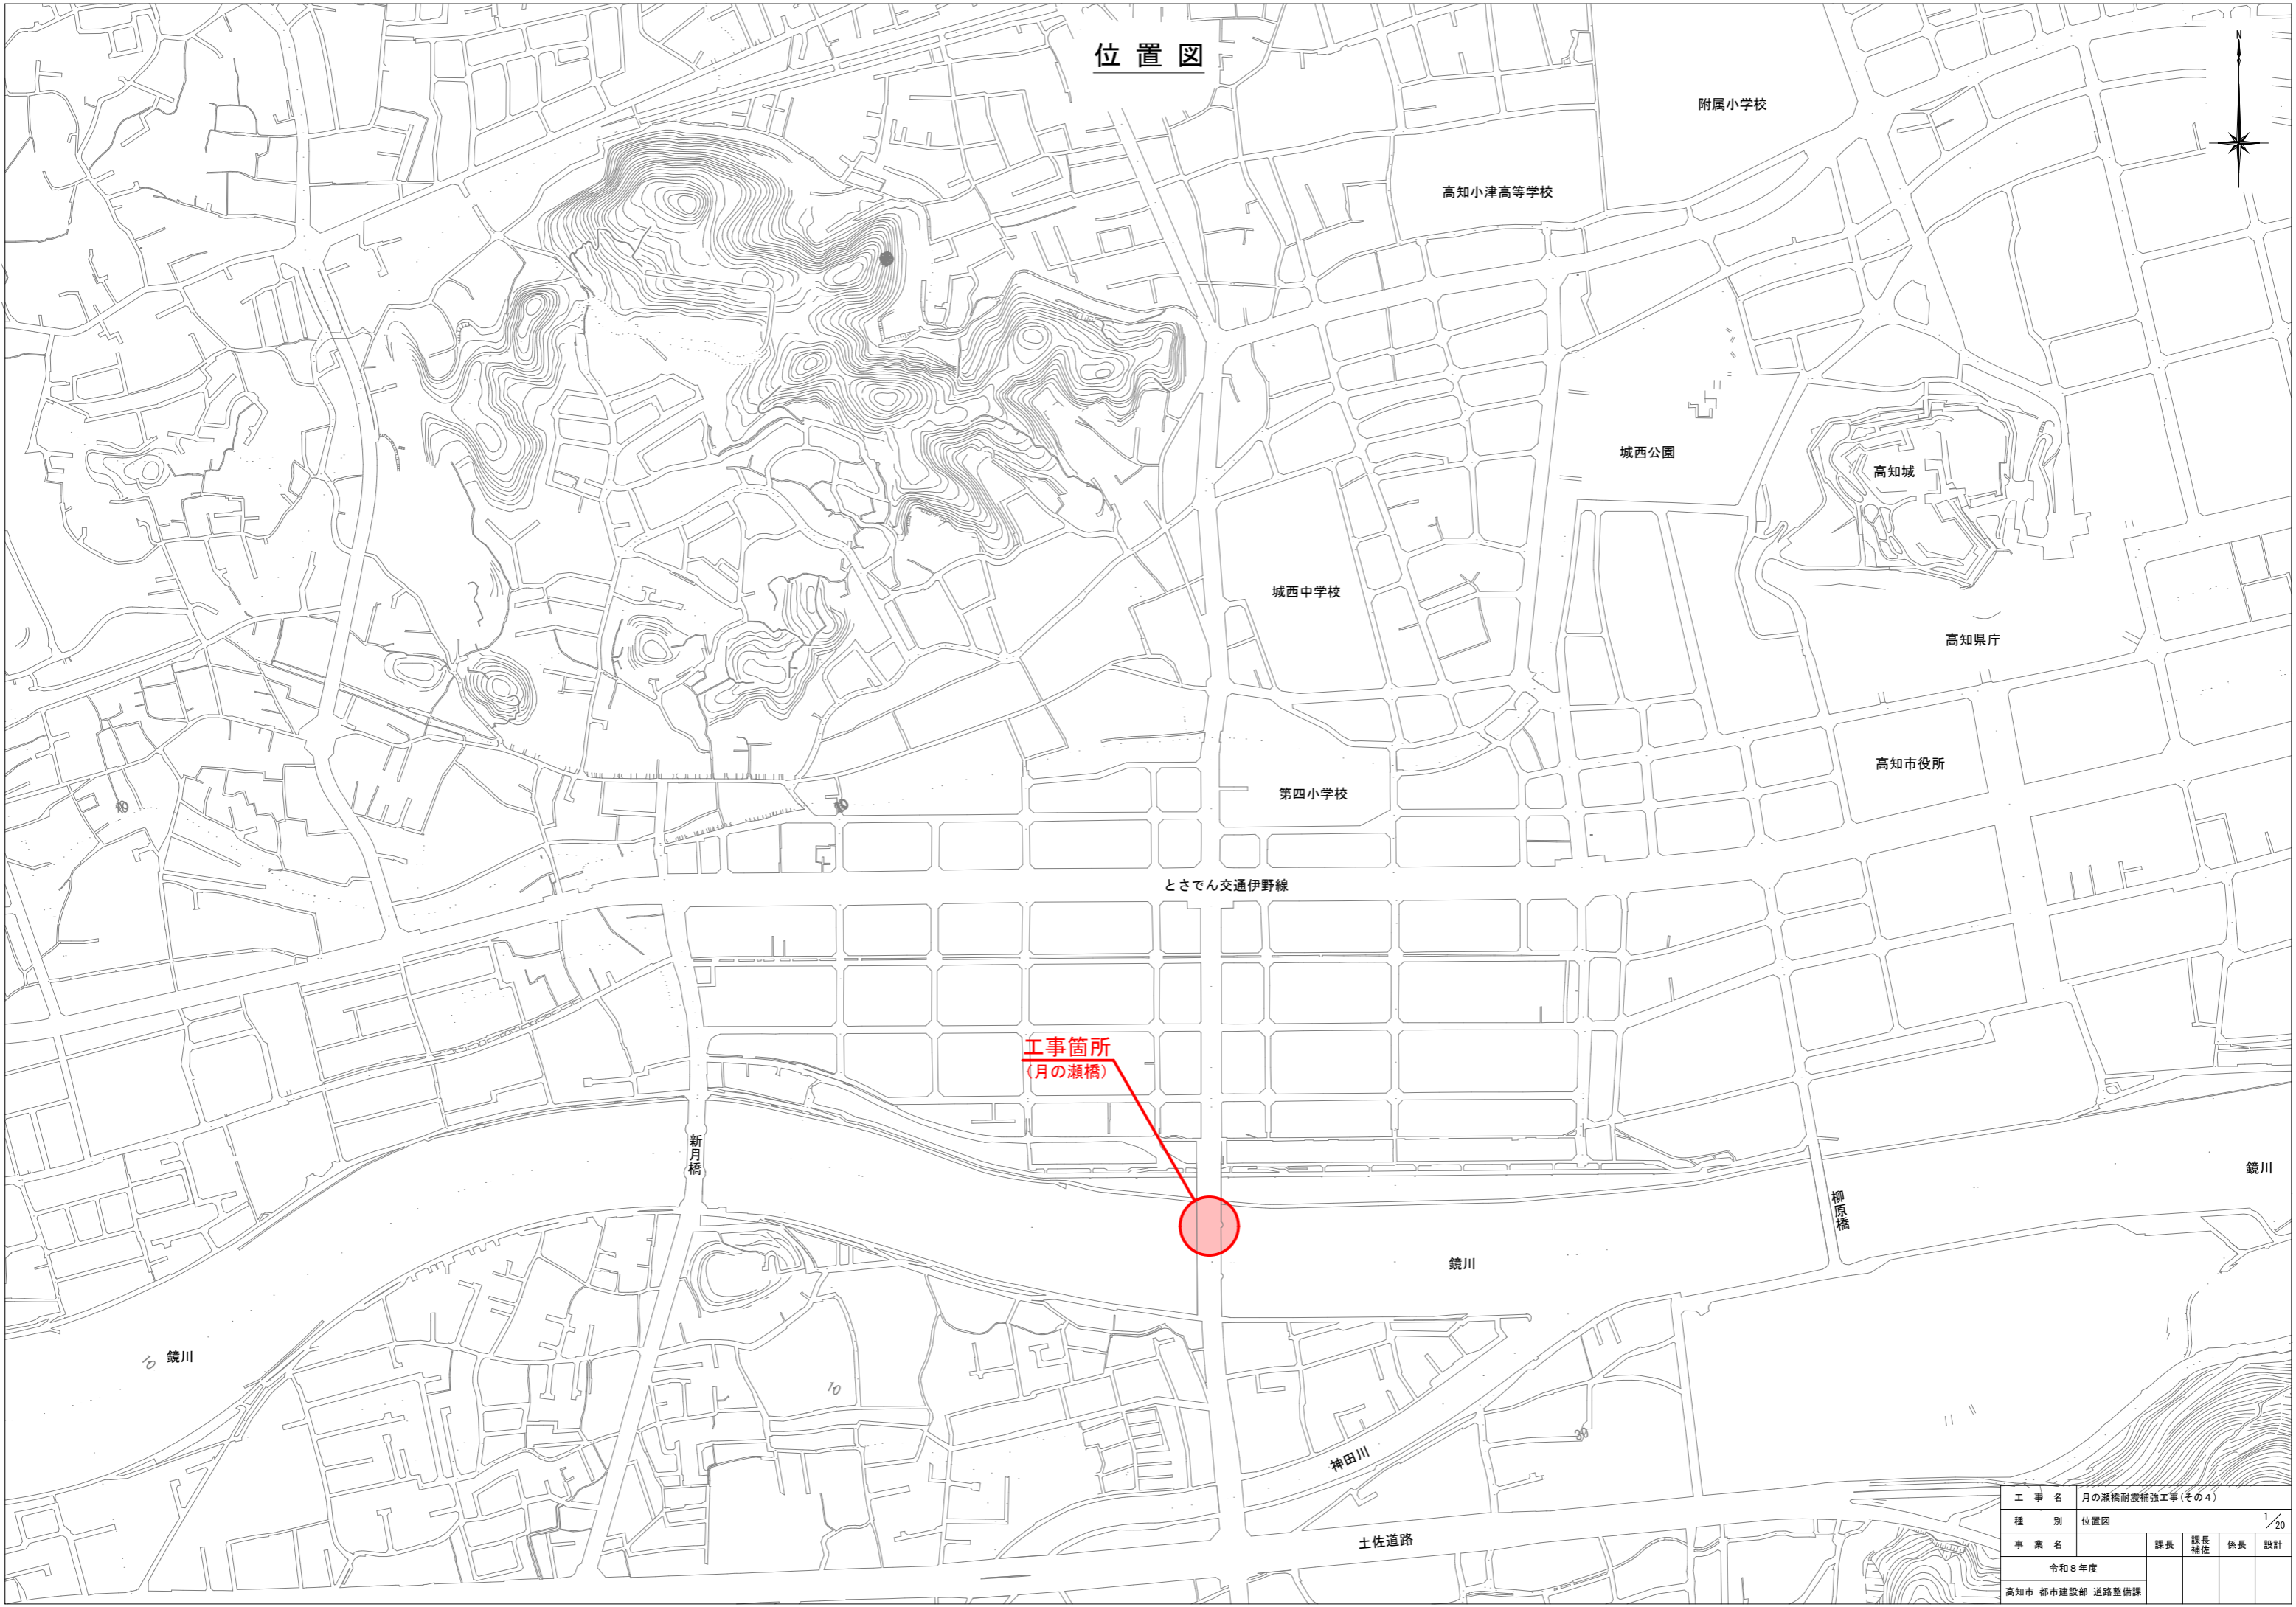 位置図
N
附属小学校
高知小津高等学校
城西公園
高知城
城西中学校
高知県庁
高知市役所
第四小学校
とさでん交通伊野線
工事箇所
(月の瀬橋)
新月橋
柳原橋
鏡川
鏡川
鏡川
10
10
10
10
神田川
土佐道路
工事名 月の瀬橋耐震補強工事(その4)
種別 位置図 1/20
事業名 課長 課長補佐 係長 設計
令和8年度
高知市 都市建設部 道路整備課